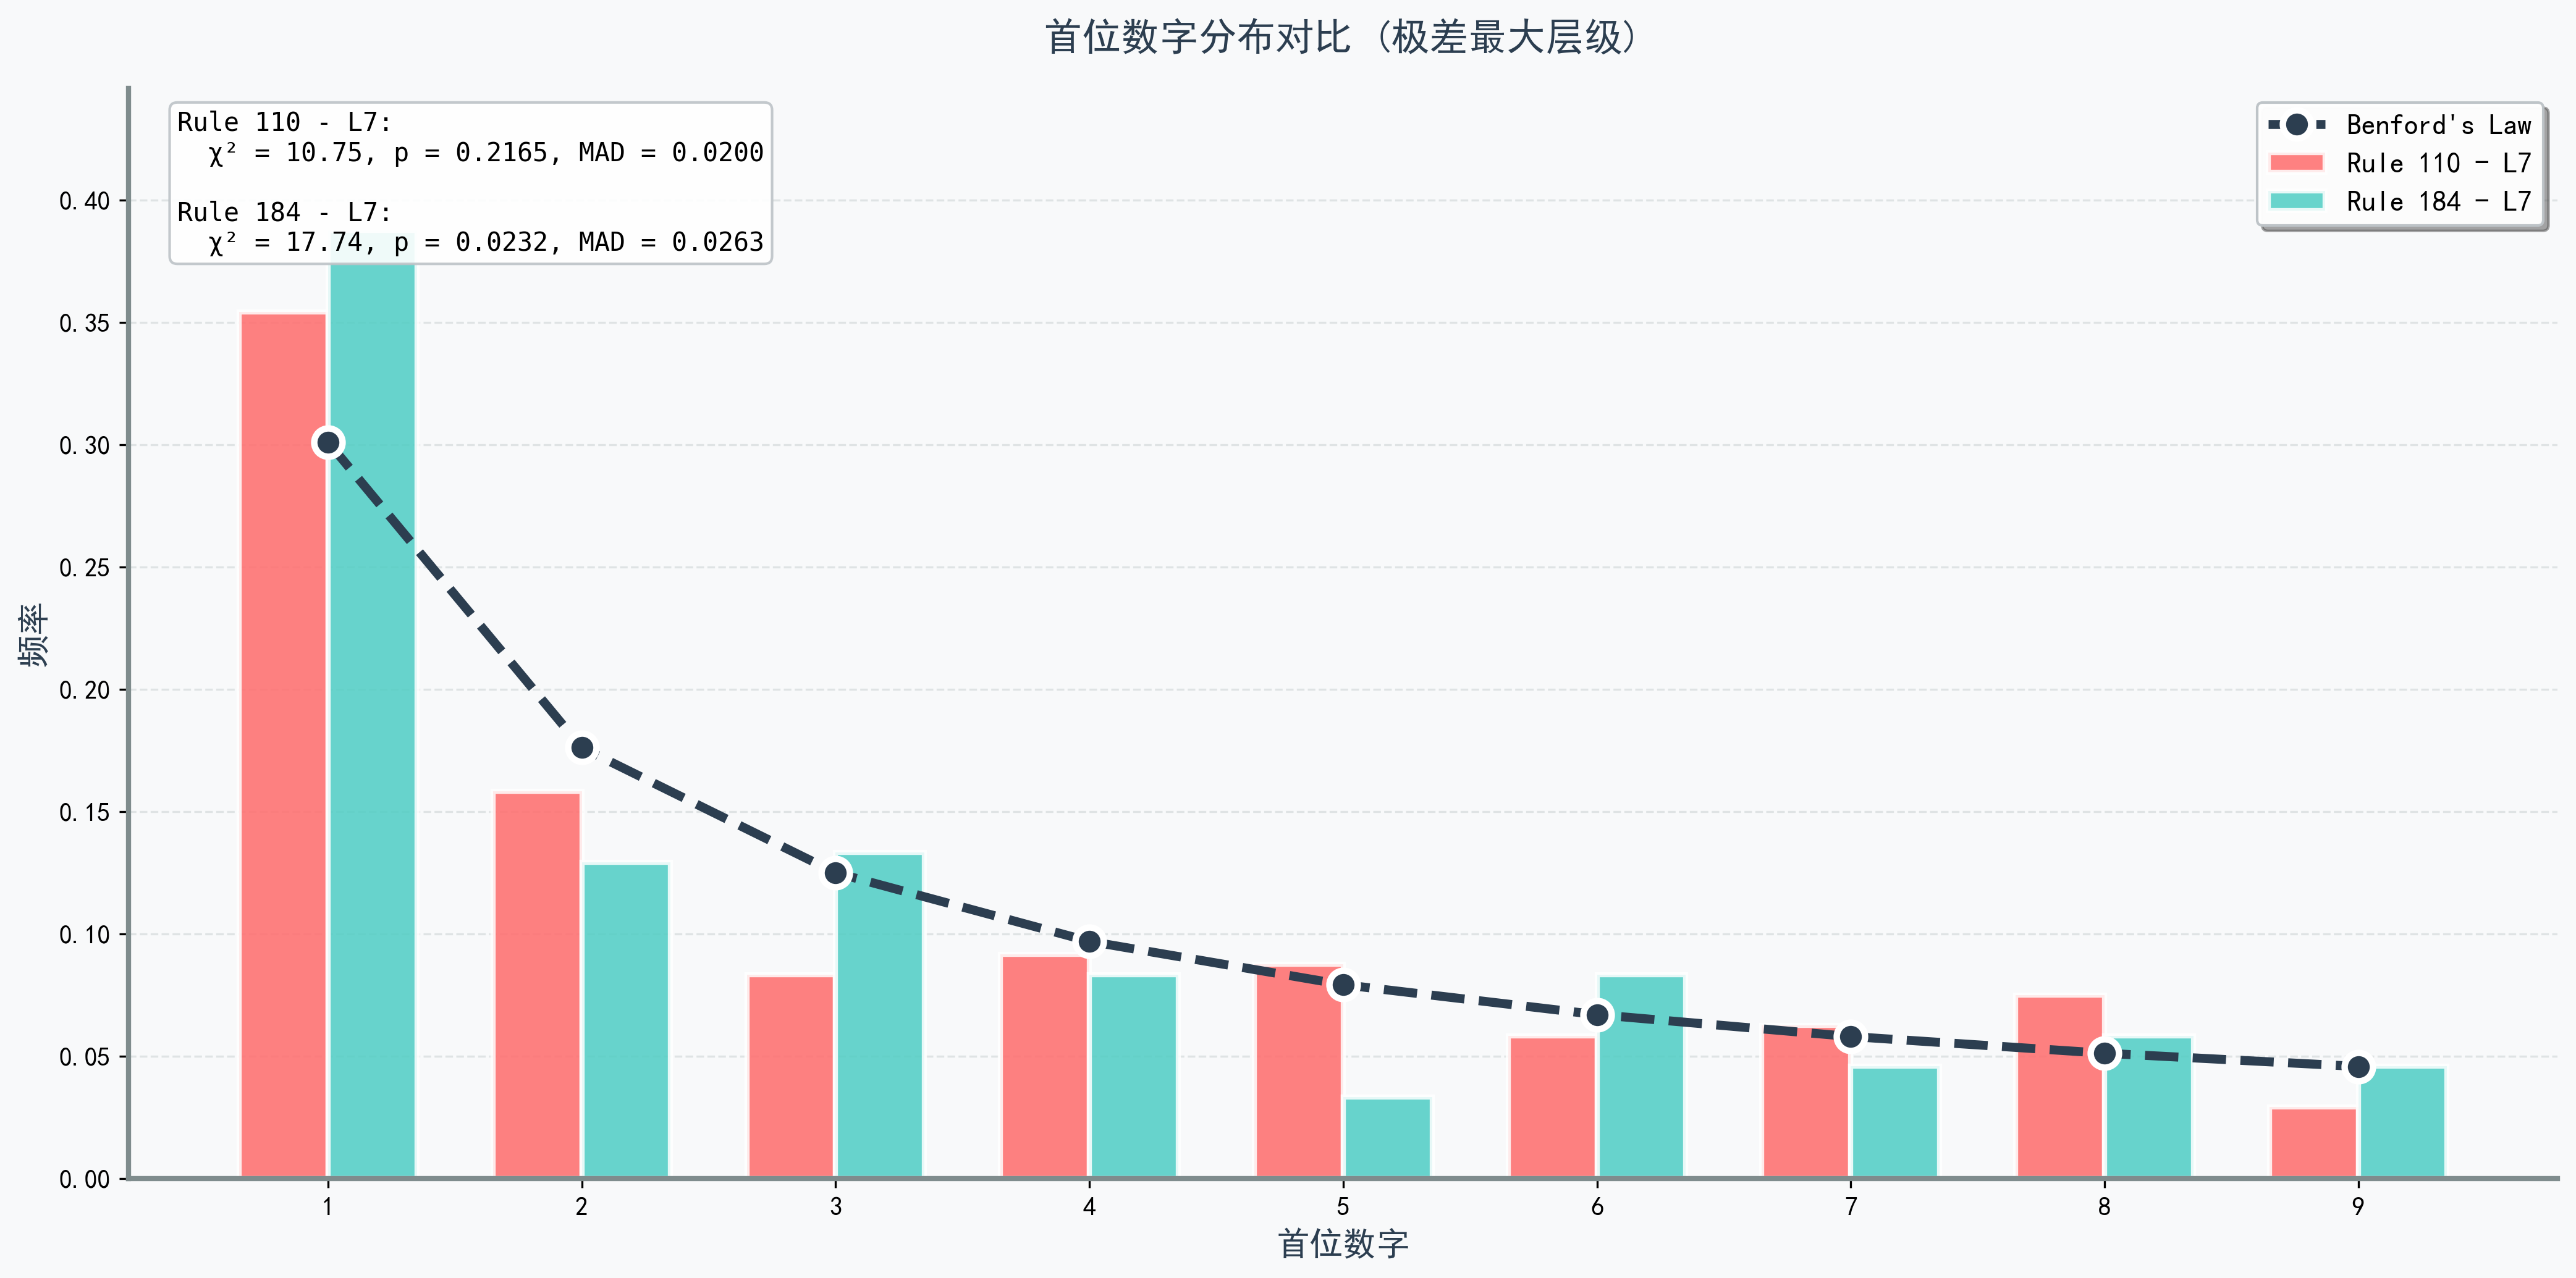 首位数字分布对比 (极差最大层级)
Rule 110 - L7:
χ² = 10.75, p = 0.2165, MAD = 0.0200
Rule 184 - L7:
χ² = 17.74, p = 0.0232, MAD = 0.0263
Benford's Law
Rule 110 - L7
Rule 184 - L7
频率
0.40
0.35
0.30
0.25
0.20
0.15
0.10
0.05
0.00
1 2 3 4 5 6 7 8 9
首位数字